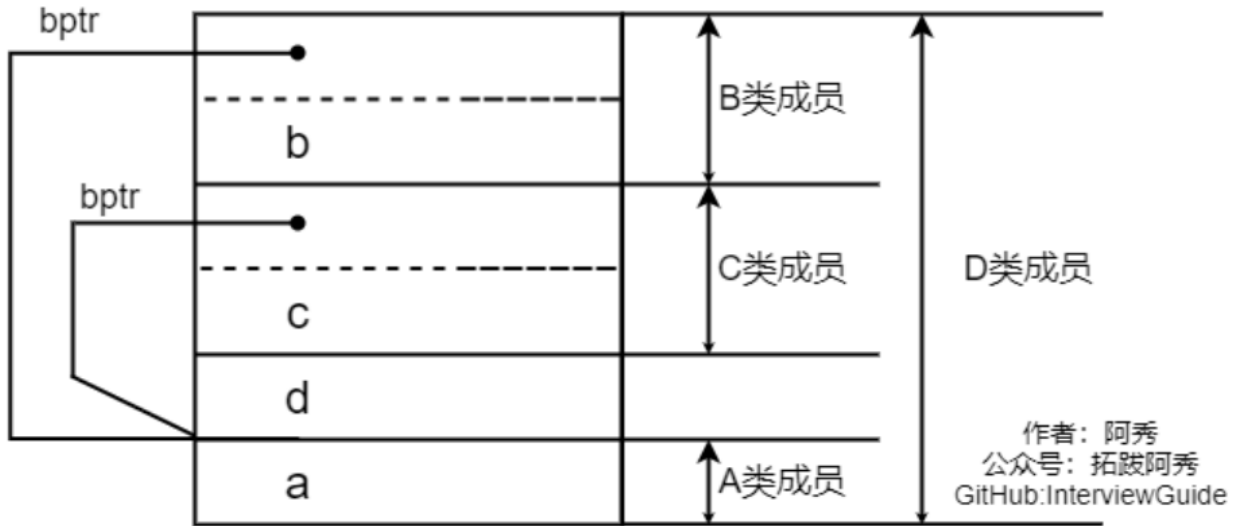 bptr
B类成员
b
bptr
C类成员
D类成员
c
d
作者：阿秀
公众号：拓跋阿秀
GitHub:InterviewGuide
a
A类成员